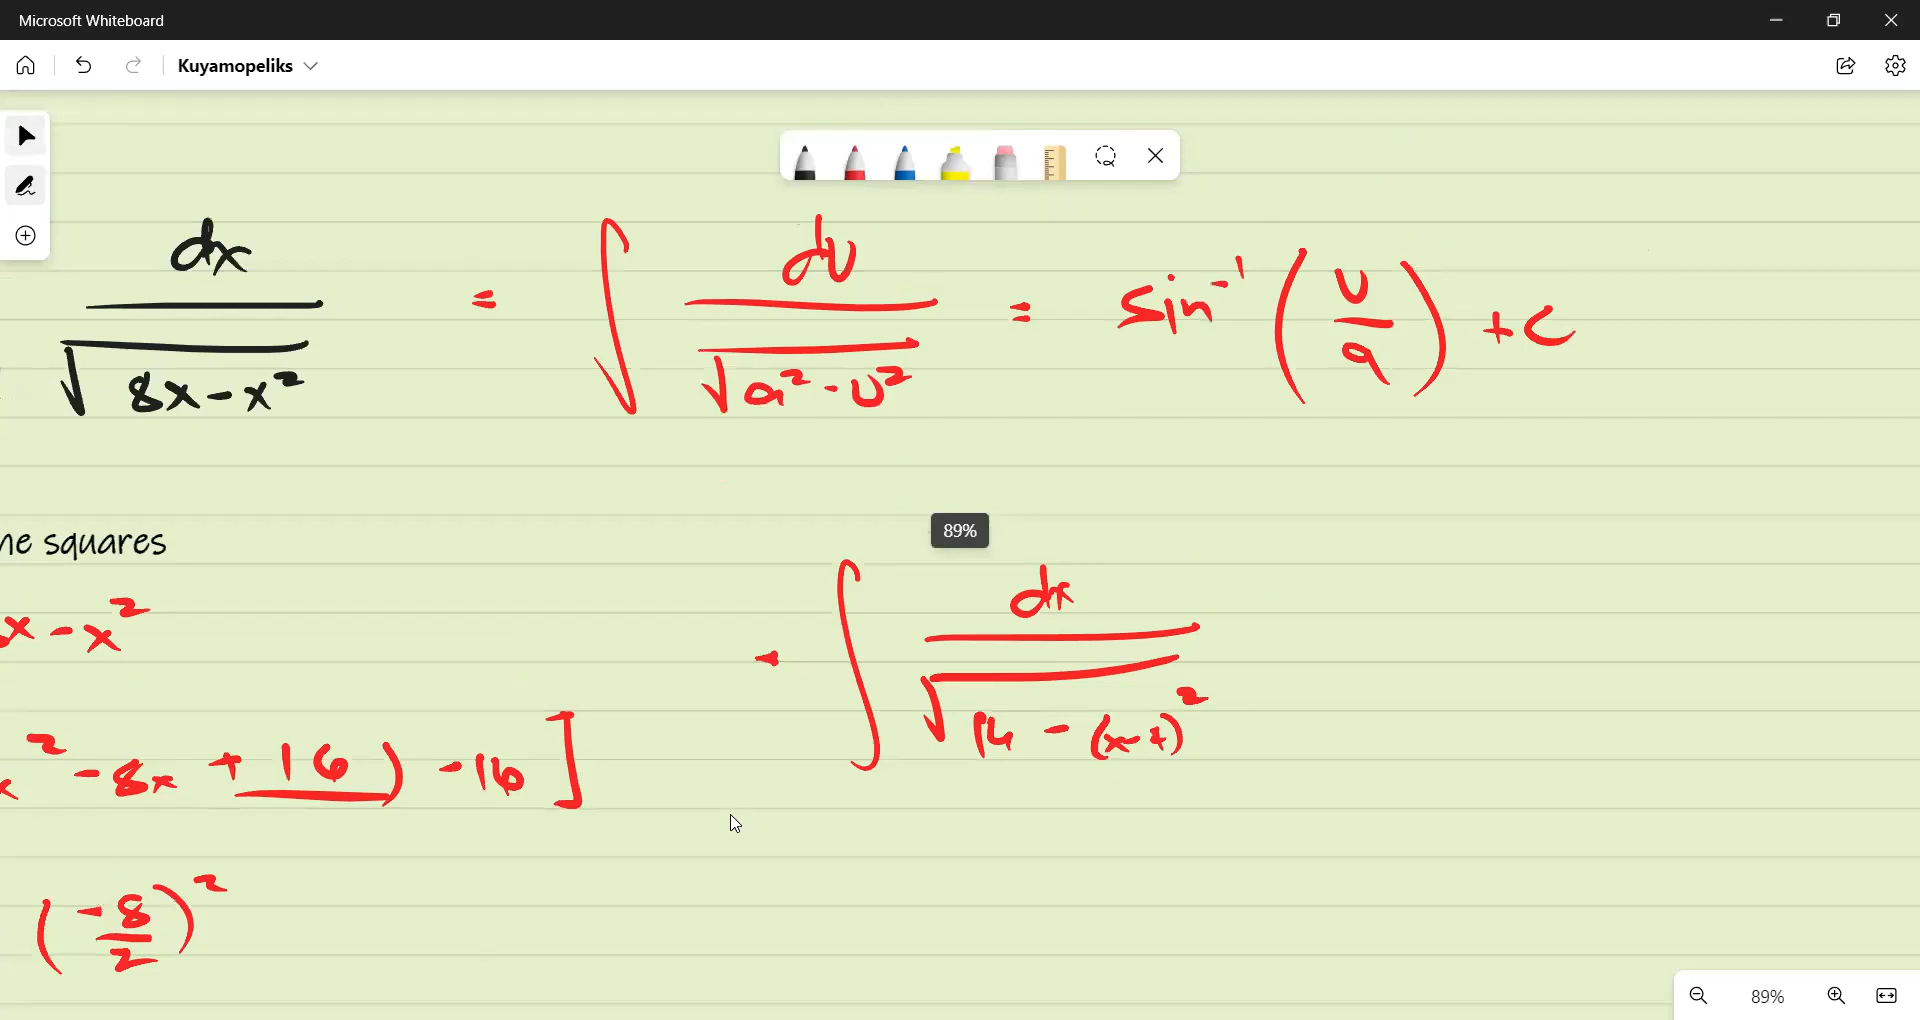 Microsoft Whiteboard
Kuyamopeliks
dx / √(8x - x²) = ∫ du / √(a² - u²) = sin⁻¹ (u / a) + C
89%
ne squares
x - x²
∫ dx / √(16 - (x-4)²)
² - 8x + 16) - 16]
(-8 / 2)²
89%